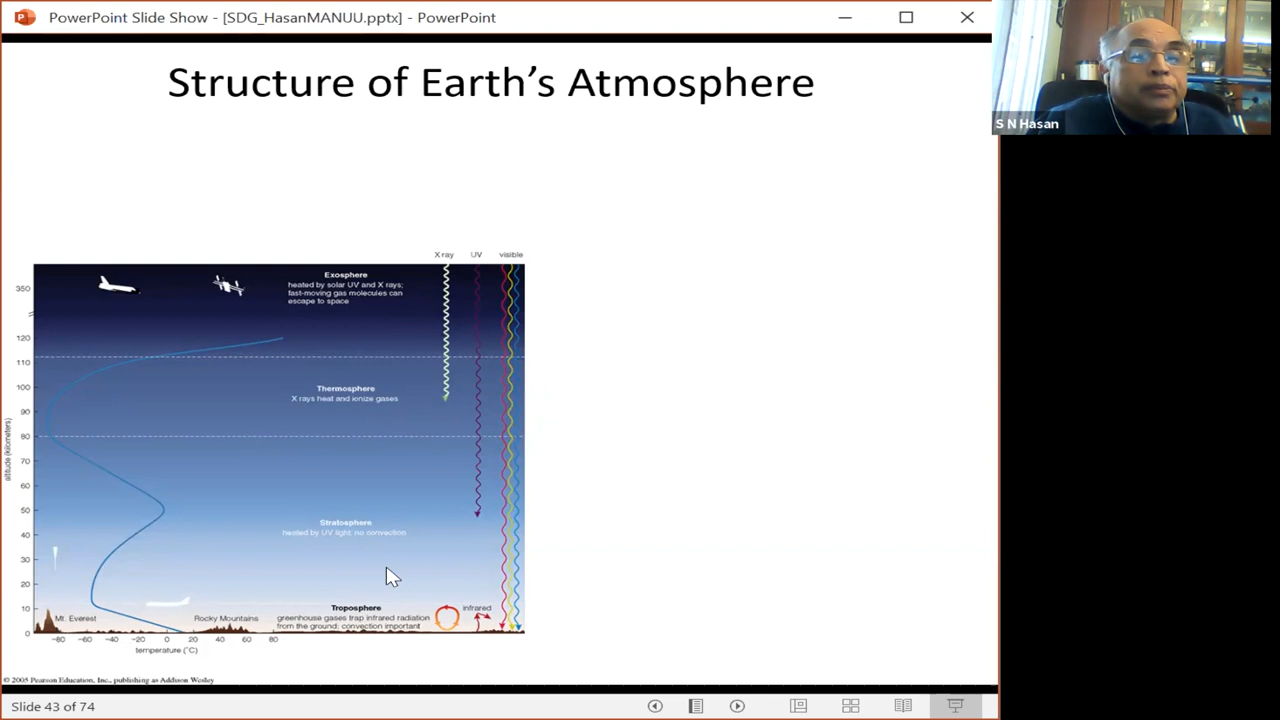 PowerPoint Slide Show - [SDG_HasanMANUU.pptx] - PowerPoint
S N Hasan
Structure of Earth’s Atmosphere
X ray UV visible
Exosphere
heated by solar UV and X rays;
fast-moving gas molecules can
escape to space
350
120
110
Thermosphere
X rays heat and ionize gases
100
90
80
70
60
50
Stratosphere
heated by UV light; no convection
40
30
20
10
0
altitude (kilometers)
Mt. Everest
Rocky Mountains
Troposphere
greenhouse gases trap infrared radiation
from the ground; convection important
infrared
−80 −60 −40 −20 0 20 40 60 80
temperature (°C)
© 2005 Pearson Education, Inc., publishing as Addison Wesley
Slide 43 of 74